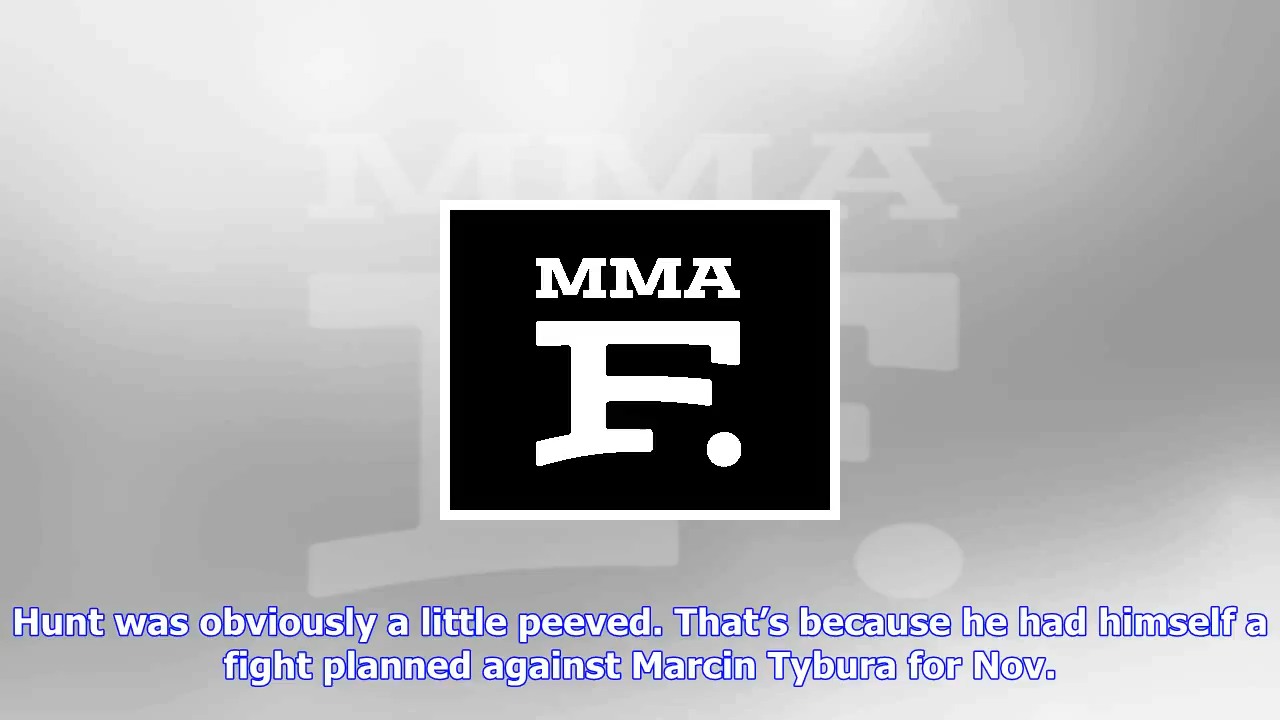 MMA
F.
Hunt was obviously a little peeved. That’s because he had himself a
fight planned against Marcin Tybura for Nov.